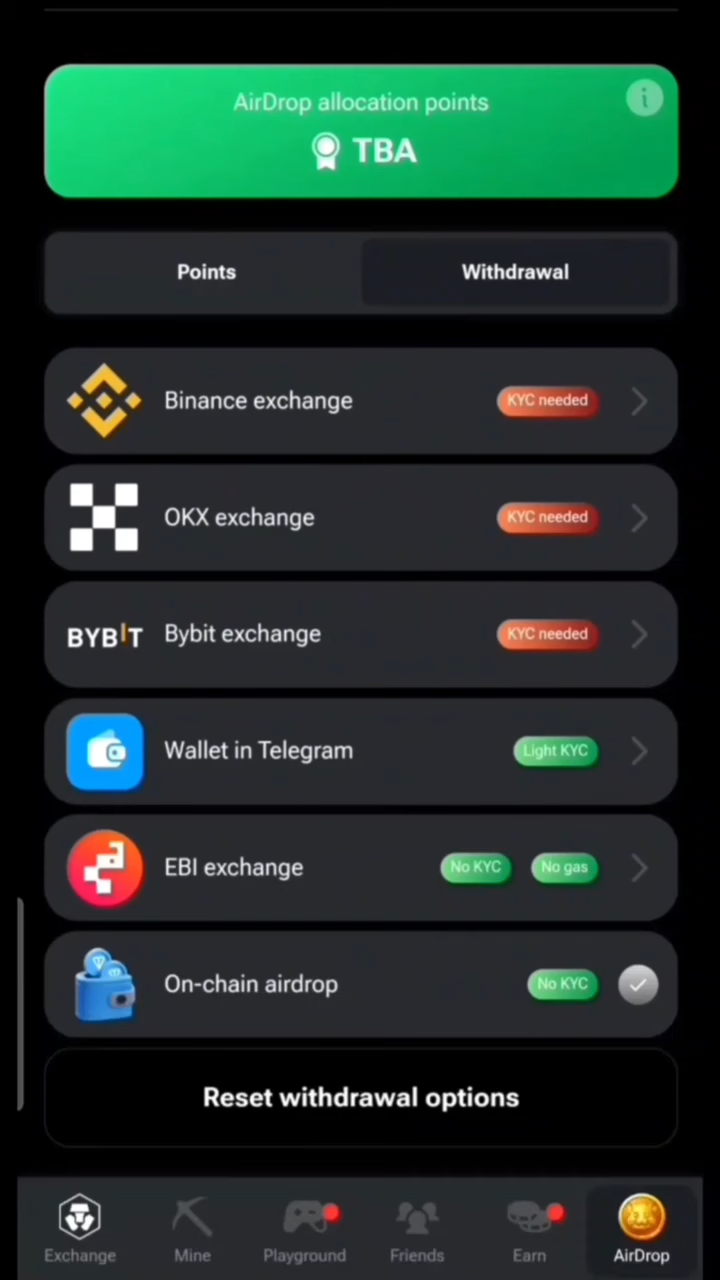 AirDrop allocation points
TBA
Points
Withdrawal
Binance exchange
KYC needed
OKX exchange
KYC needed
BYBIT
Bybit exchange
KYC needed
Wallet in Telegram
Light KYC
EBI exchange
No KYC
No gas
On-chain airdrop
No KYC
Reset withdrawal options
Exchange
Mine
Playground
Friends
Earn
AirDrop